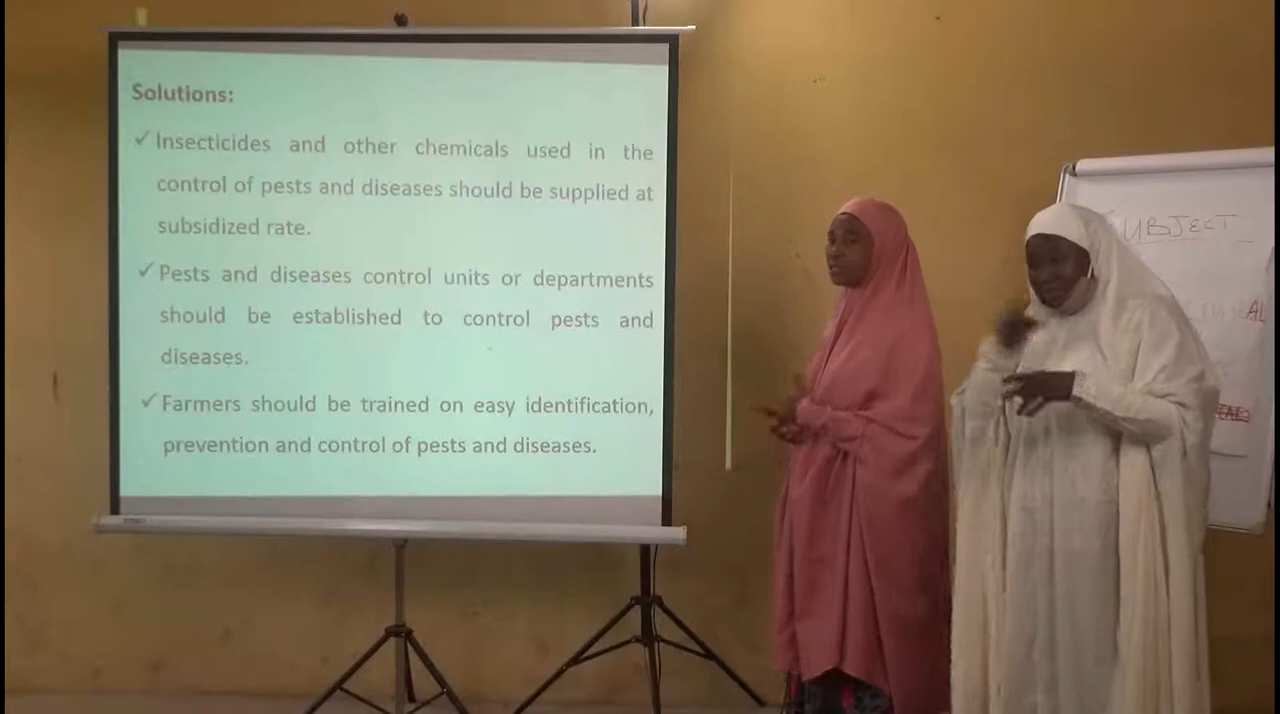 Solutions:
✓ Insecticides and other chemicals used in the
control of pests and diseases should be supplied at
subsidized rate.
✓ Pests and diseases control units or departments
should be established to control pests and
diseases.
✓ Farmers should be trained on easy identification,
prevention and control of pests and diseases.
SUBJECT